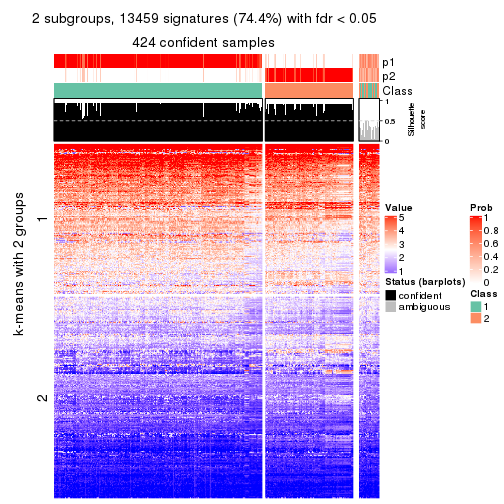 2 subgroups, 13459 signatures (74.4%) with fdr < 0.05
424 confident samples
p1
p2
Class
1
0.5
0
Silhouette
score
k-means with 2 groups
1
2
Value
5
4
3
2
1
Prob
1
0.8
0.6
0.4
0.2
0
Status (barplots)
confident
ambiguous
Class
1
2